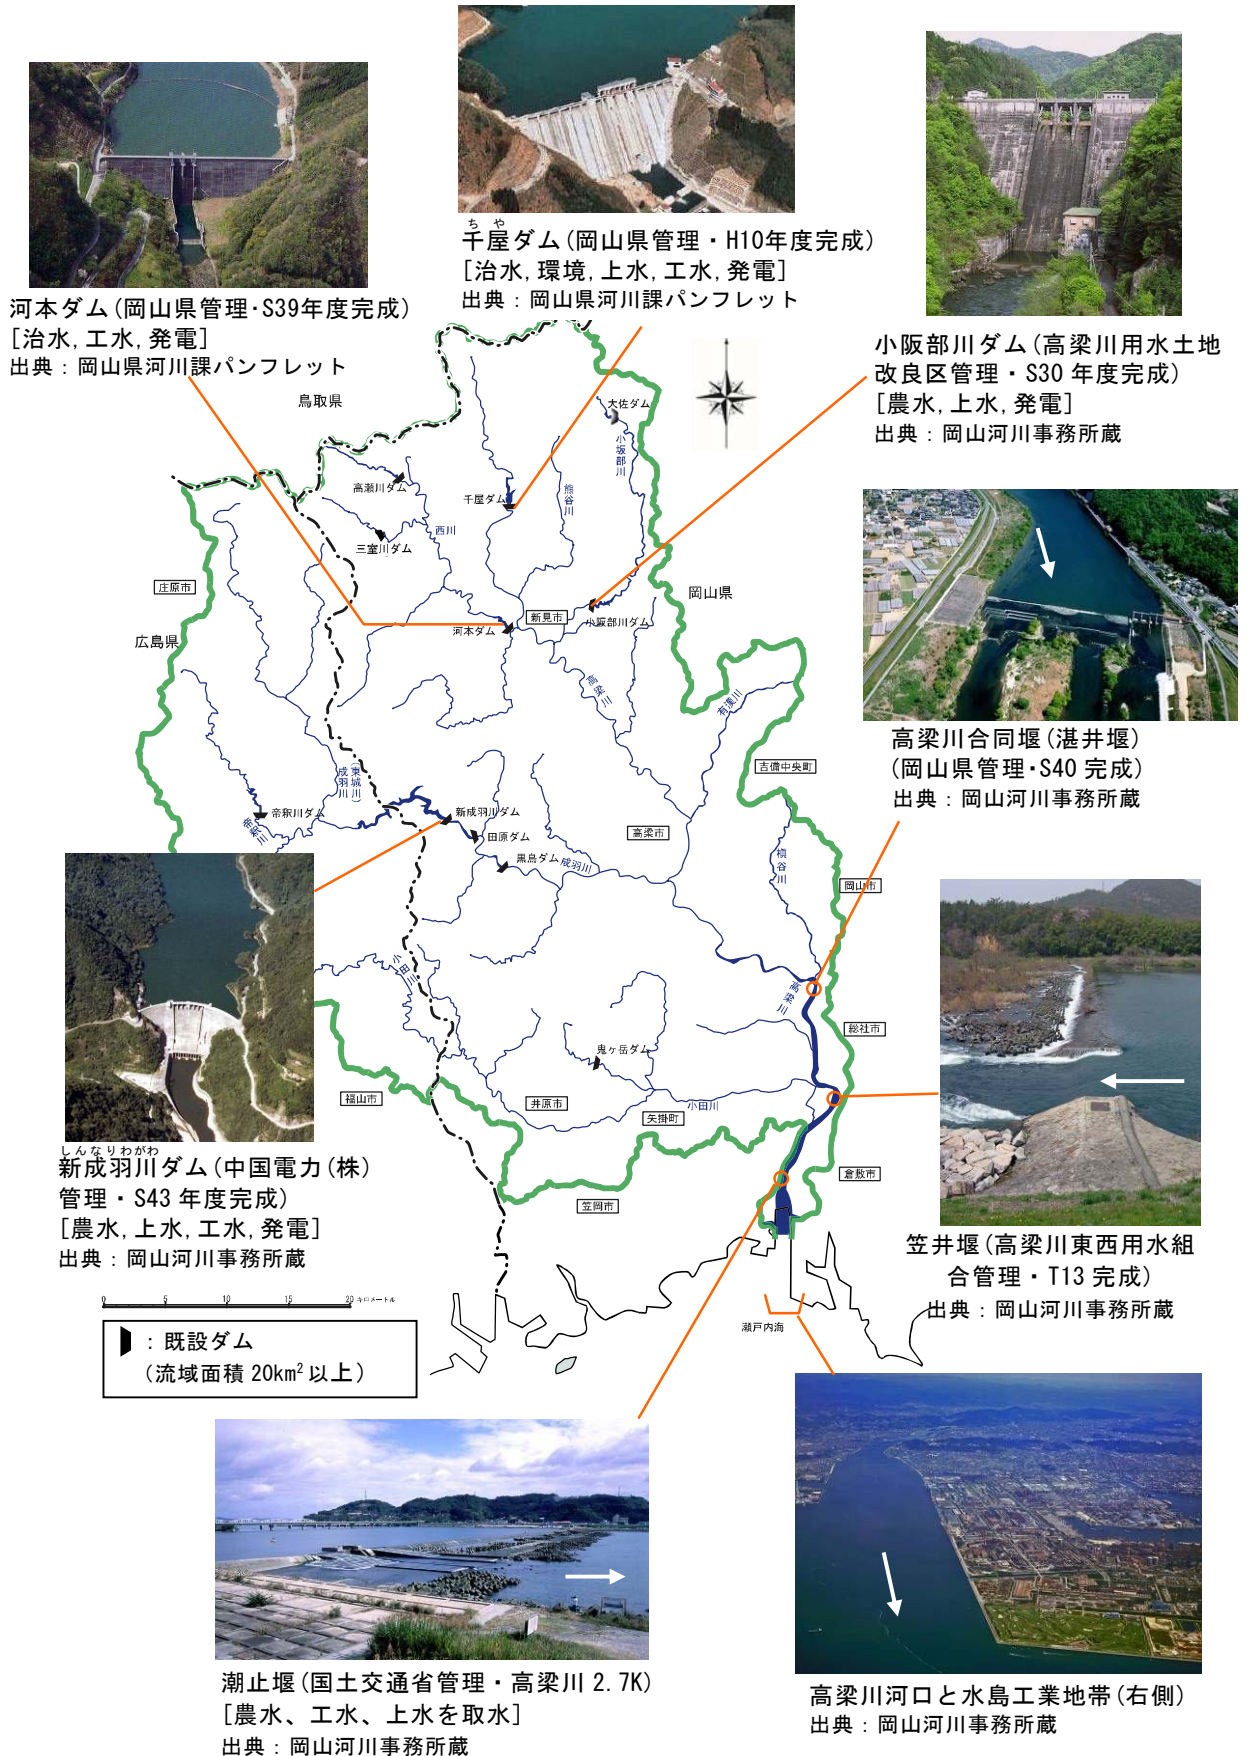 ちや
千屋ダム(岡山県管理・H10年度完成)
[治水,環境,上水,工水,発電]
出典：岡山県河川課パンフレット
河本ダム(岡山県管理･S39年度完成)
[治水,工水,発電]
出典：岡山県河川課パンフレット
小阪部川ダム(高梁川用水土地
改良区管理・S30 年度完成)
[農水,上水,発電]
出典：岡山河川事務所蔵
鳥取県
大佐ダム
小坂部川
高瀬川ダム
千屋ダム
熊谷川
西川
三室川ダム
庄原市
広島県
岡山県
新見市
河本ダム
小阪部川ダム
高梁川
有漢川
高梁川合同堰(湛井堰)
(岡山県管理･S40 完成)
出典：岡山河川事務所蔵
吉備中央町
成羽川
(東城川)
帝釈川ダム
帝釈川
新成羽川ダム
田原ダム
黒鳥ダム
成羽川
高梁市
槙谷川
岡山市
小田川
高梁川
総社市
鬼ヶ岳ダム
福山市
井原市
矢掛町
小田川
笠岡市
倉敷市
しんなりわがわ
新成羽川ダム(中国電力(株)
管理・S43 年度完成)
[農水,上水,工水,発電]
出典：岡山河川事務所蔵
笠井堰(高梁川東西用水組
合管理・T13 完成)
出典：岡山河川事務所蔵
0 5 10 15 20 キロメートル
：既設ダム
(流域面積 20km²以上)
瀬戸内海
潮止堰(国土交通省管理・高梁川 2.7K)
[農水、工水、上水を取水]
出典：岡山河川事務所蔵
高梁川河口と水島工業地帯(右側)
出典：岡山河川事務所蔵